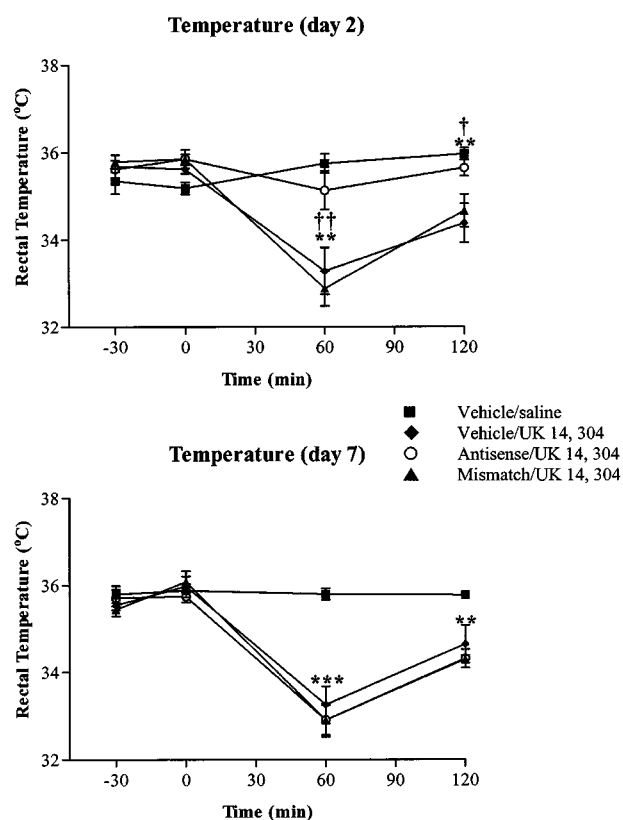 Temperature (day 2)
Rectal Temperature (ºC)
38
36
34
32
†
**
††
**
-30
0
30
60
90
120
Time (min)
Vehicle/saline
Vehicle/UK 14, 304
Antisense/UK 14, 304
Mismatch/UK 14, 304
Temperature (day 7)
Rectal Temperature (ºC)
38
36
34
32
***
**
-30
0
30
60
90
120
Time (min)